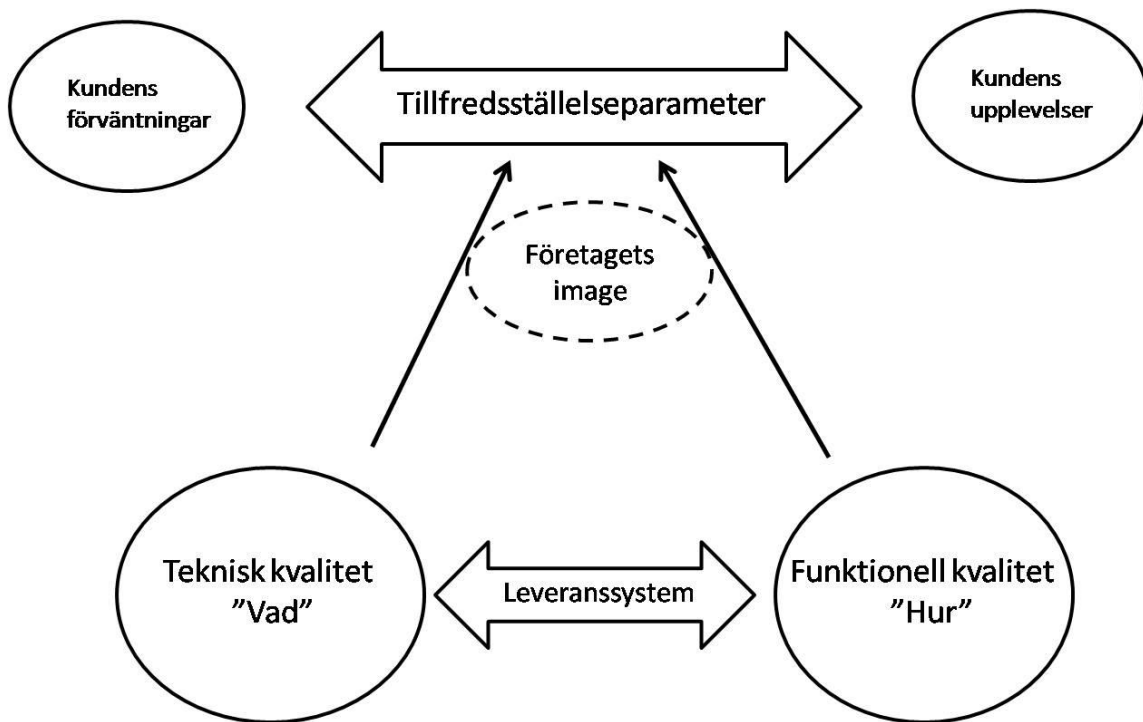 Kundens
förväntningar
Tillfredsställelseparameter
Kundens
upplevelser
Företagets
image
Teknisk kvalitet
”Vad”
Leveranssystem
Funktionell kvalitet
”Hur”